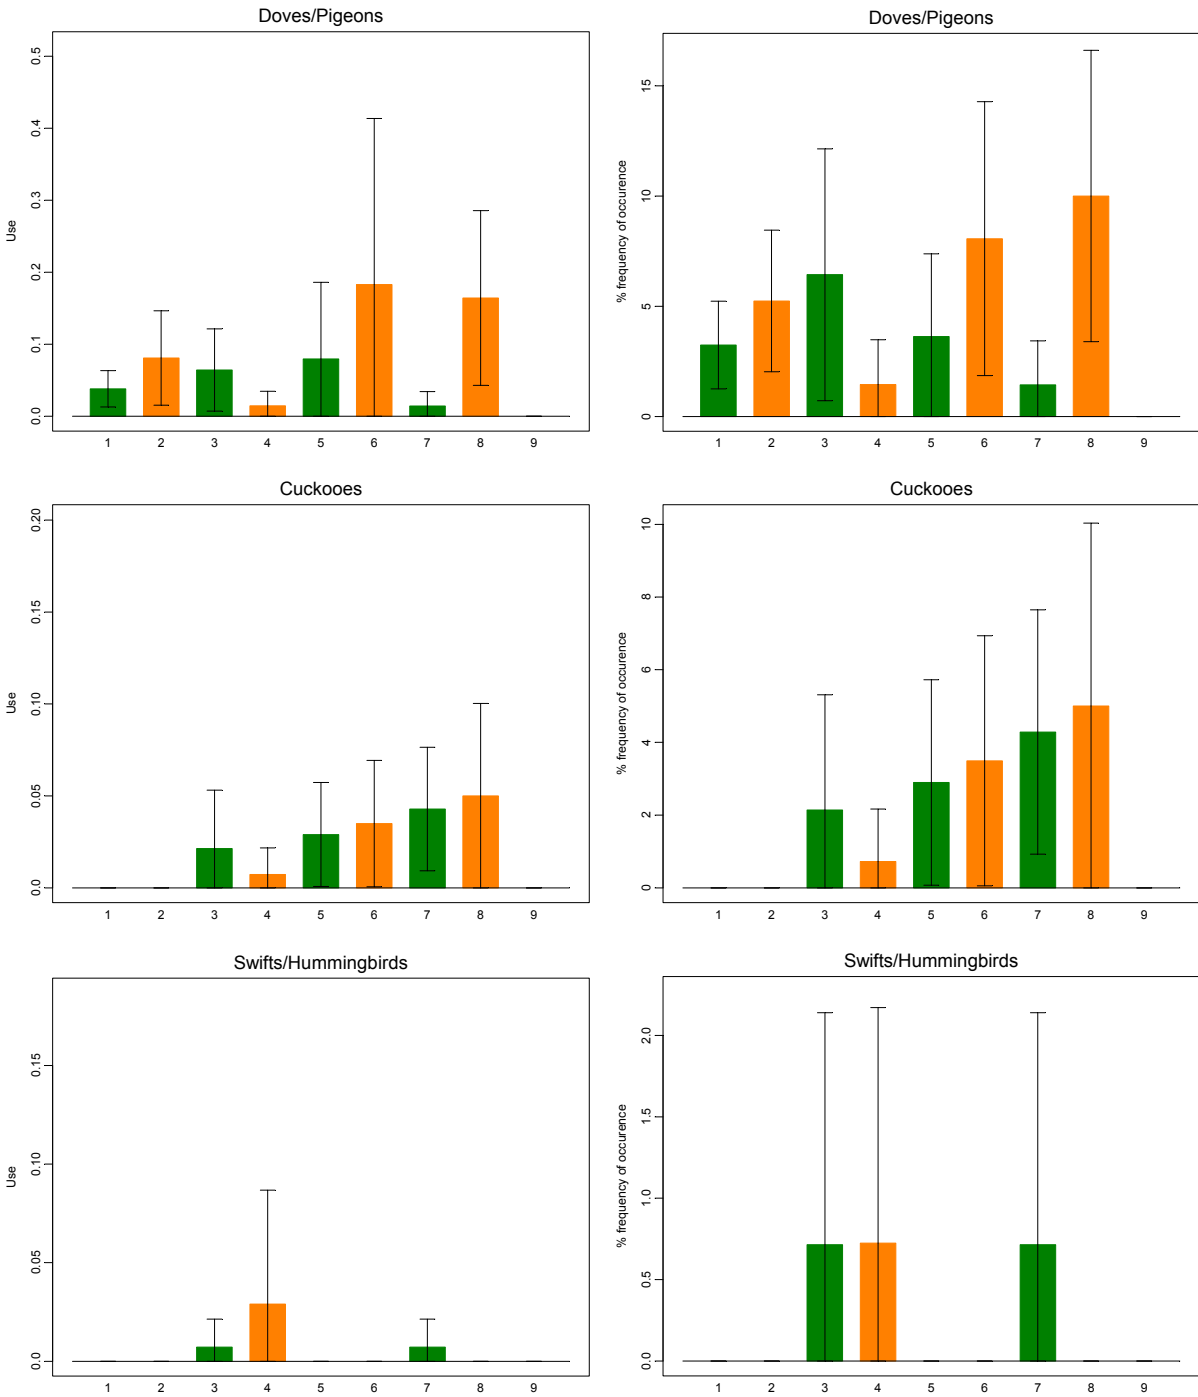 Doves/Pigeons
Use
0.0
0.1
0.2
0.3
0.4
0.5
1 2 3 4 5 6 7 8 9
Doves/Pigeons
% frequency of occurence
0
5
10
15
1 2 3 4 5 6 7 8 9
Cuckooes
Use
0.0
0.05
0.10
0.15
0.20
1 2 3 4 5 6 7 8 9
Cuckooes
% frequency of occurence
0
2
4
6
8
10
1 2 3 4 5 6 7 8 9
Swifts/Hummingbirds
Use
0.0
0.05
0.10
0.15
1 2 3 4 5 6 7 8 9
Swifts/Hummingbirds
% frequency of occurence
0.0
0.5
1.0
1.5
2.0
1 2 3 4 5 6 7 8 9